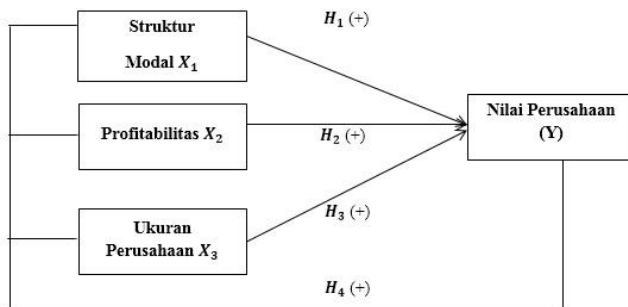 Struktur
Modal X₁
H₁ (+)
Profitabilitas X₂
H₂ (+)
Nilai Perusahaan
(Y)
Ukuran
Perusahaan X₃
H₃ (+)
H₄ (+)